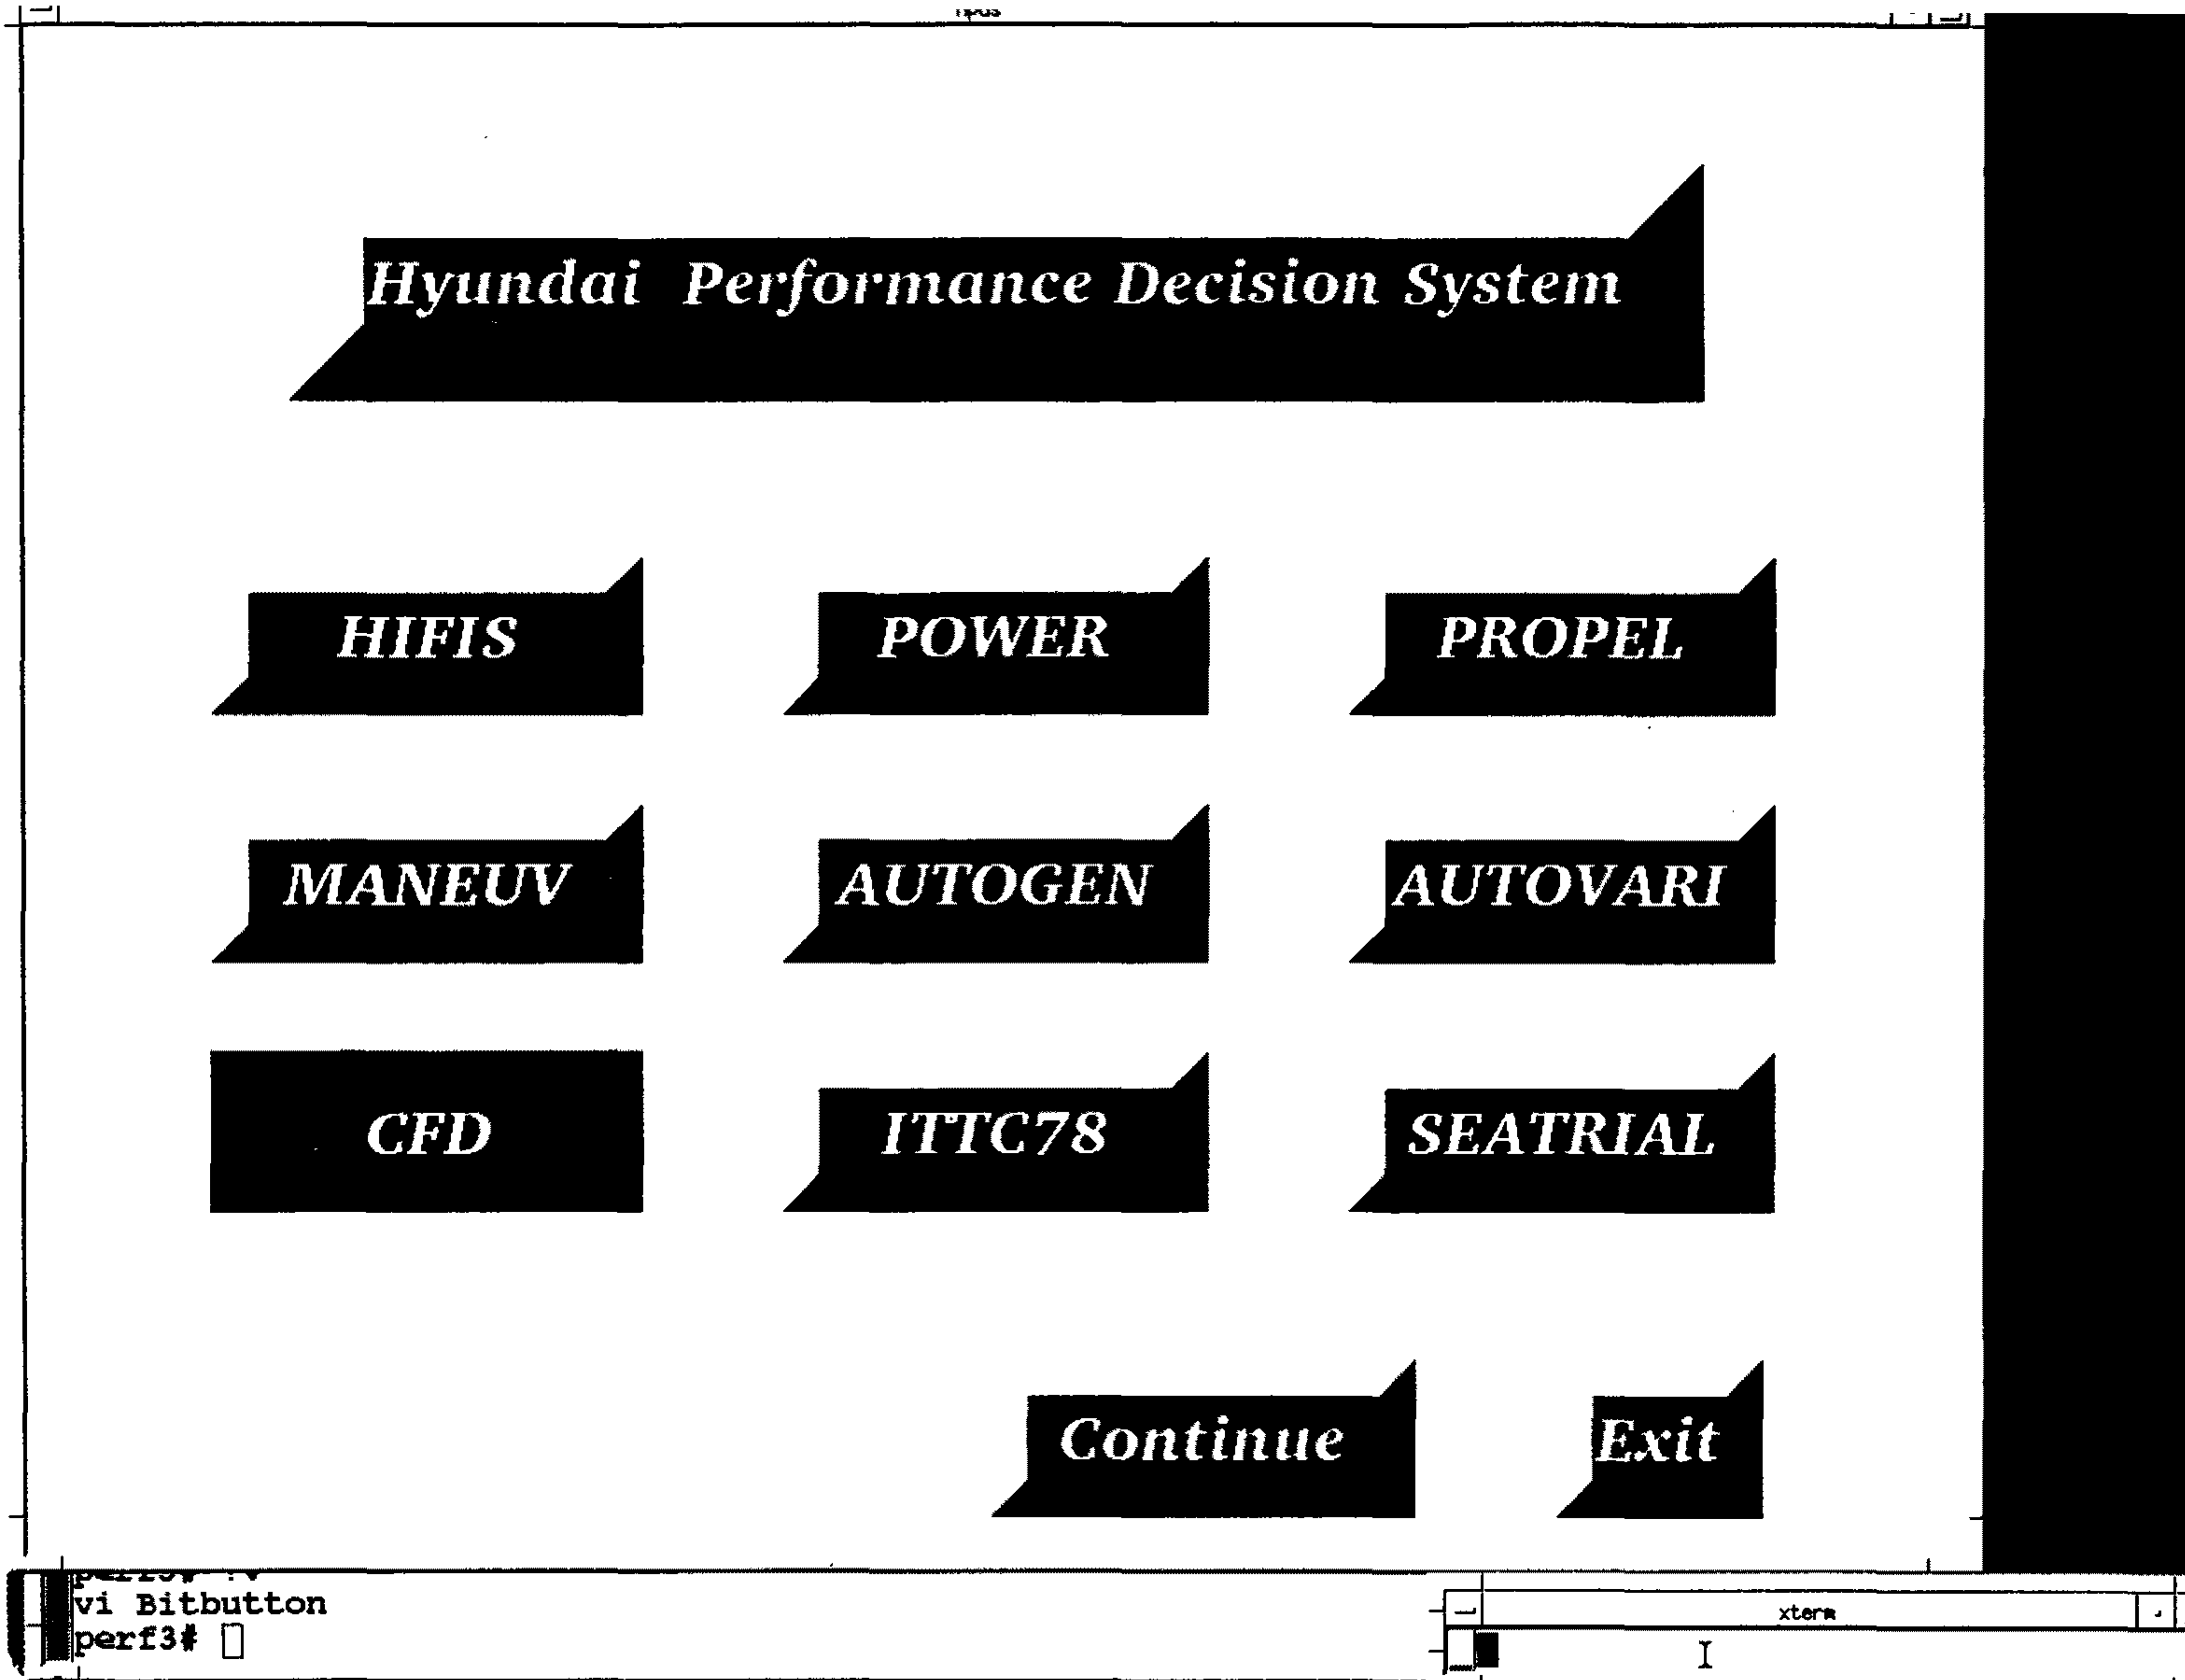 Hyundai Performance Decision System
HIFIS POWER PROPEL
MANEUV AUTOGEN AUTOVARI
CFD ITTC78 SEATRIAL
Continue Exit
vi Bitbutton
perf3#
xterm